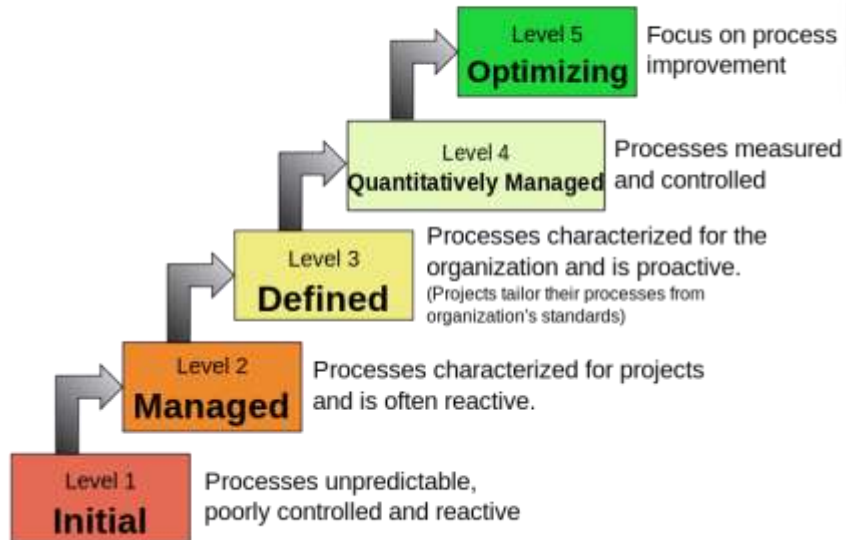 Level 5
Optimizing
Focus on process
improvement
Level 4
Quantitatively Managed
Processes measured
and controlled
Level 3
Defined
Processes characterized for the
organization and is proactive.
(Projects tailor their processes from
organization's standards)
Level 2
Managed
Processes characterized for projects
and is often reactive.
Level 1
Initial
Processes unpredictable,
poorly controlled and reactive